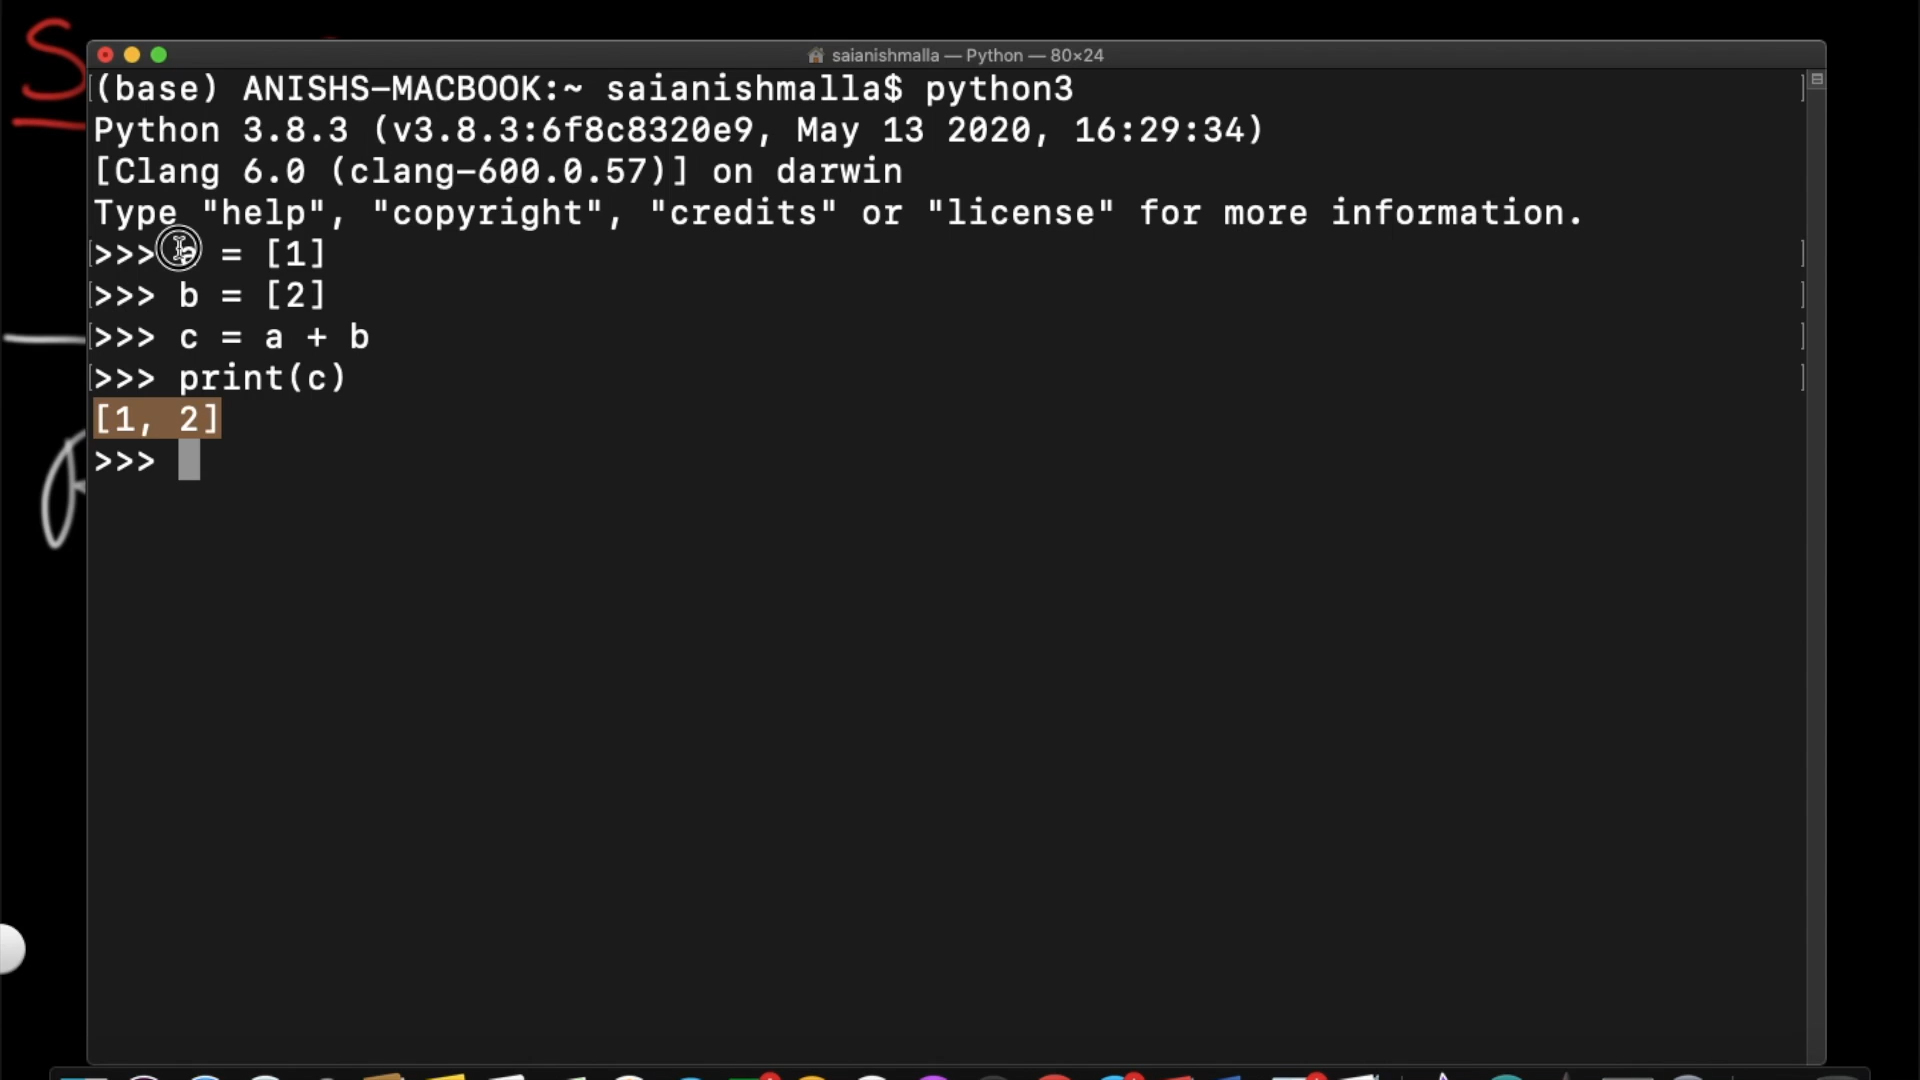 saianishmalla — Python — 80×24
(base) ANISHS-MACBOOK:~ saianishmalla$ python3
Python 3.8.3 (v3.8.3:6f8c8320e9, May 13 2020, 16:29:34)
[Clang 6.0 (clang-600.0.57)] on darwin
Type "help", "copyright", "credits" or "license" for more information.
>>> a = [1]
>>> b = [2]
>>> c = a + b
>>> print(c)
[1, 2]
>>>